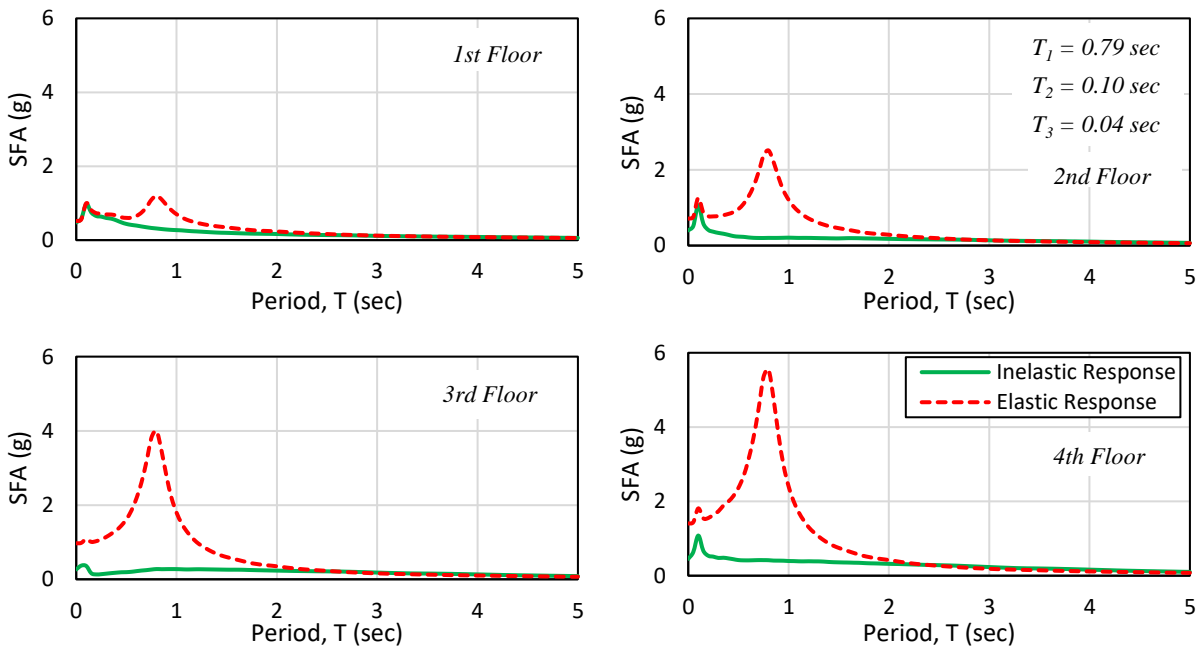 6
4
2
0
SFA (g)
1st Floor
0 1 2 3 4 5
Period, T (sec)
6
4
2
0
SFA (g)
T1 = 0.79 sec
T2 = 0.10 sec
T3 = 0.04 sec
2nd Floor
0 1 2 3 4 5
Period, T (sec)
6
4
2
0
SFA (g)
3rd Floor
0 1 2 3 4 5
Period, T (sec)
6
4
2
0
SFA (g)
Inelastic Response
Elastic Response
4th Floor
0 1 2 3 4 5
Period, T (sec)